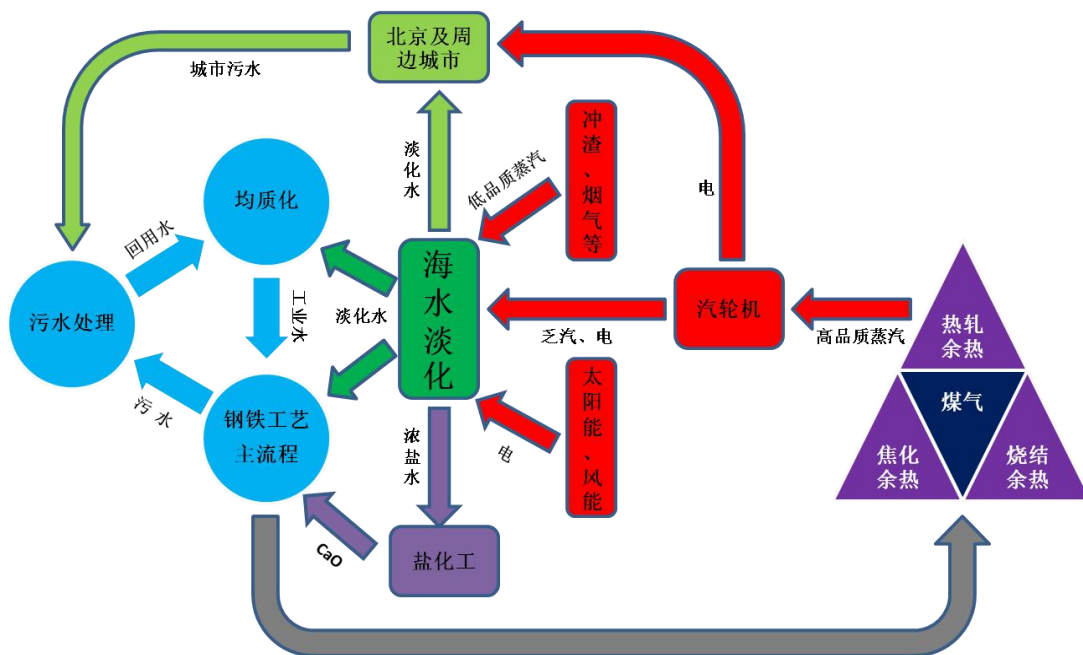 北京及周
边城市
城市污水
淡化水
低品质蒸汽
冲渣、烟气等
电
均质化
回用水
海水淡化
污水处理
工业水
淡化水
乏汽、电
汽轮机
高品质蒸汽
热轧
余热
煤气
焦化
余热
烧结
余热
污水
钢铁工艺
主流程
浓盐水
电
太阳能、风能
CaO
盐化工